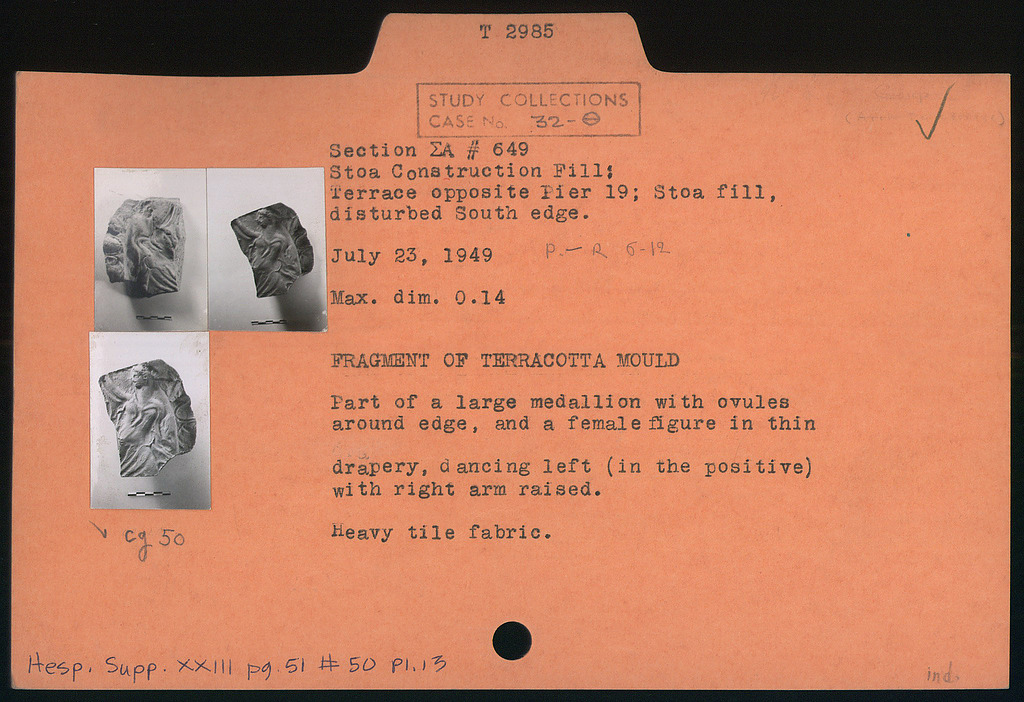 T 2985
STUDY COLLECTIONS
CASE No. 32-Θ
Section ΣA # 649
Stoa Construction Fill;
Terrace opposite Pier 19; Stoa fill,
disturbed South edge.
July 23, 1949 P.-R 6-12
Max. dim. 0.14
FRAGMENT OF TERRACOTTA MOULD
Part of a large medallion with ovules
around edge, and a female figure in thin
drapery, dancing left (in the positive)
with right arm raised.
Heavy tile fabric.
cg 50
Hesp. Supp. XXIII pg. 51 # 50 Pl. 13
ind.